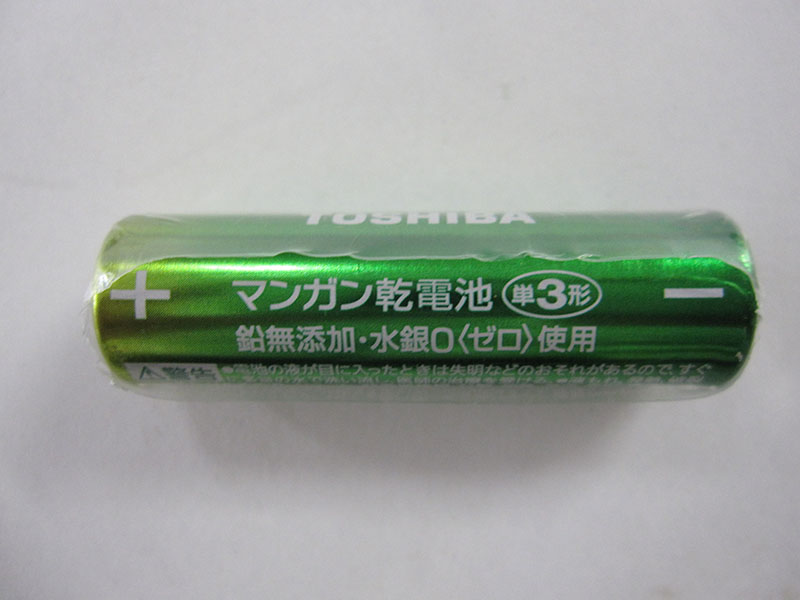 TOSHIBA
+ マンガン乾電池 単3形 −
鉛無添加・水銀0〈ゼロ〉使用
⚠警告 ●電池の液が目に入ったときは失明などのおそれがあるので、すぐ